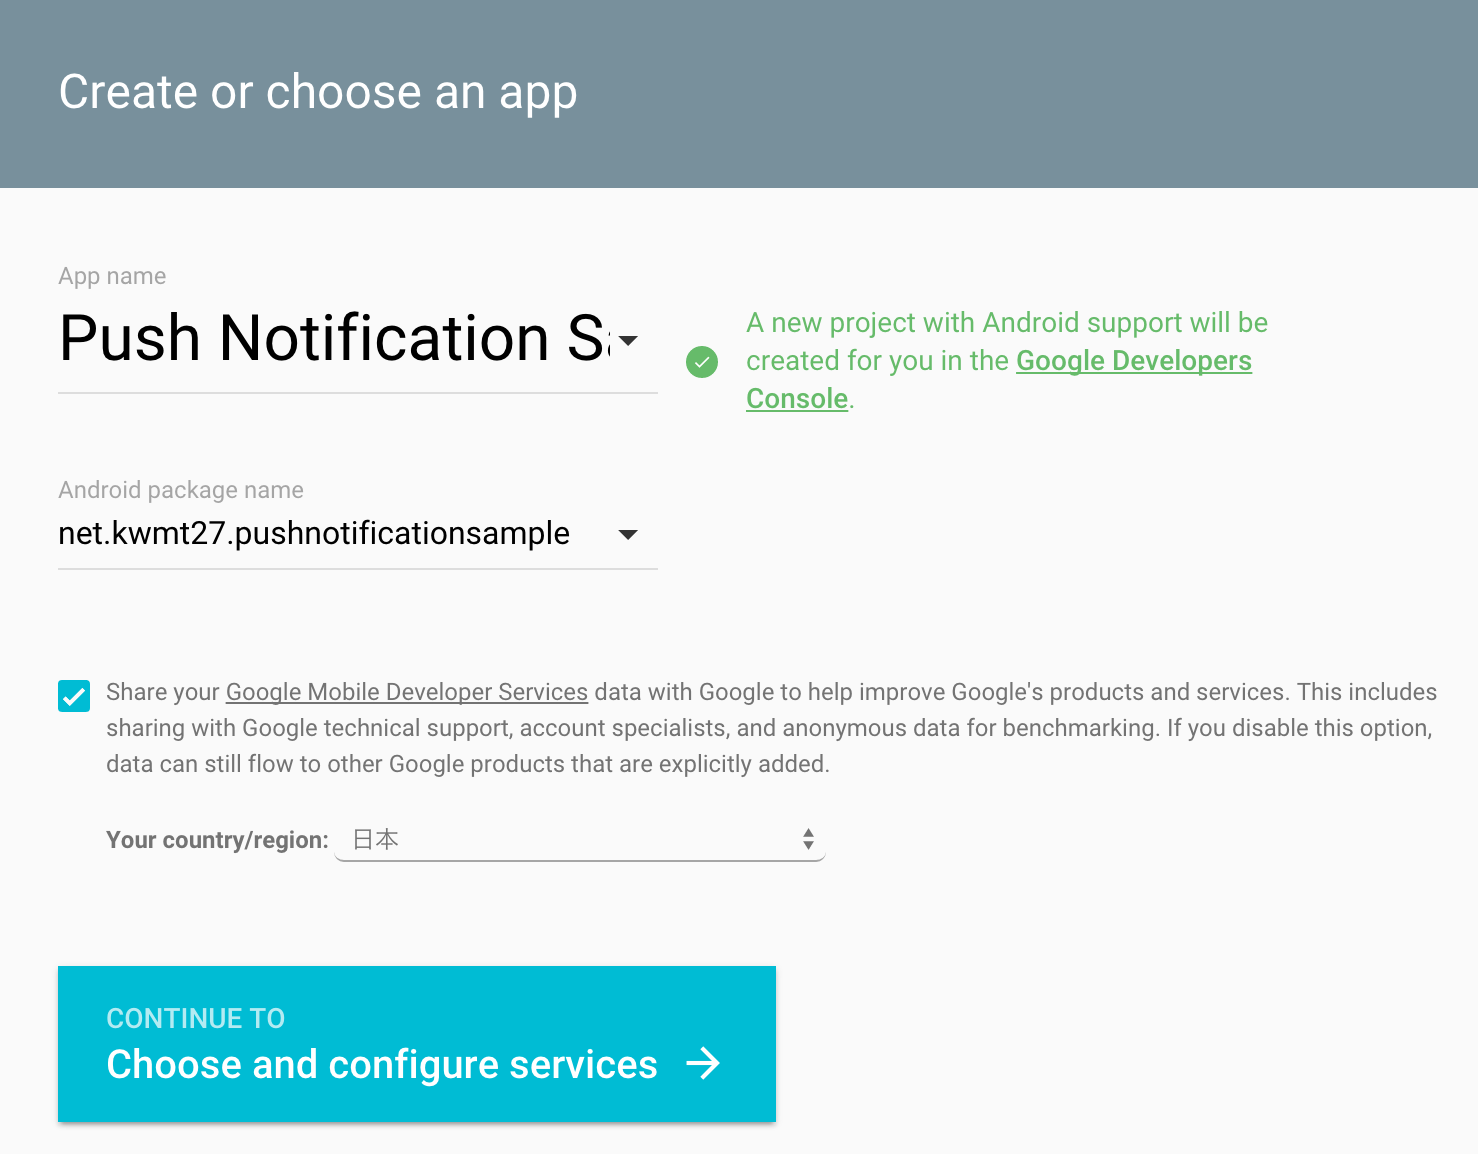 Create or choose an app
App name
Push Notification S
A new project with Android support will be
created for you in the Google Developers
Console.
Android package name
net.kwmt27.pushnotificationsample
Share your Google Mobile Developer Services data with Google to help improve Google's products and services. This includes
sharing with Google technical support, account specialists, and anonymous data for benchmarking. If you disable this option,
data can still flow to other Google products that are explicitly added.
Your country/region: 日本
CONTINUE TO
Choose and configure services